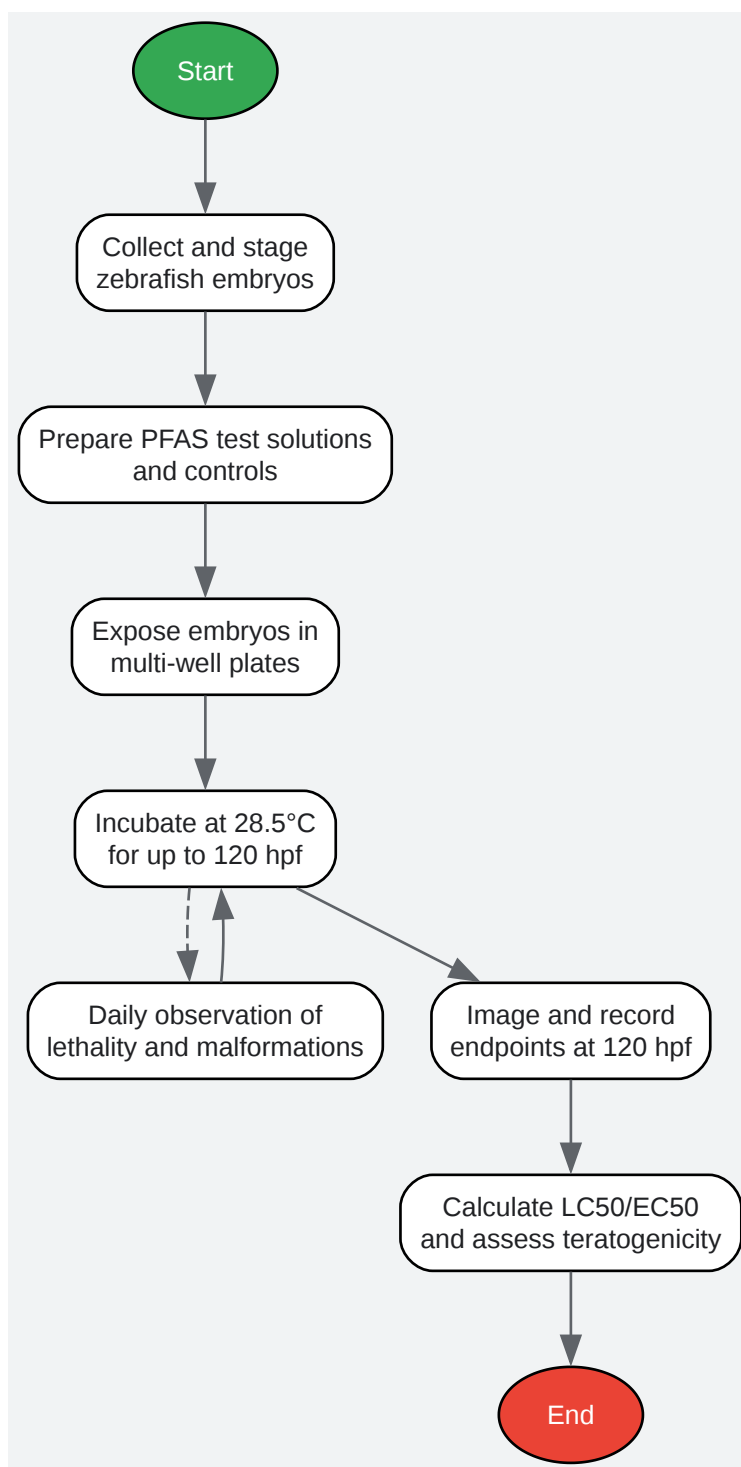 Start
Collect and stage
zebrafish embryos
Prepare PFAS test solutions
and controls
Expose embryos in
multi-well plates
Incubate at 28.5°C
for up to 120 hpf
Daily observation of
lethality and malformations
Image and record
endpoints at 120 hpf
Calculate LC50/EC50
and assess teratogenicity
End